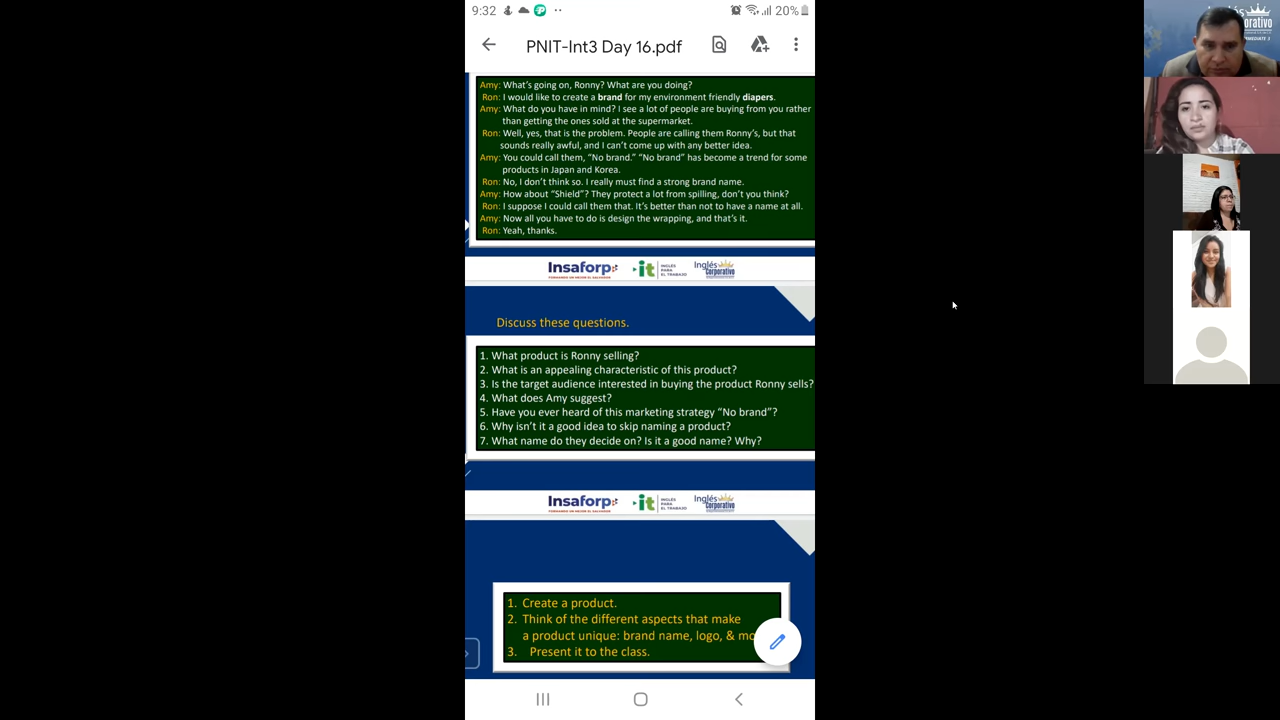 9:32
20%
PNIT-Int3 Day 16.pdf
Amy: What's going on, Ronny? What are you doing?
Ron: I would like to create a brand for my environment friendly diapers.
Amy: What do you have in mind? I see a lot of people are buying from you rather
than getting the ones sold at the supermarket.
Ron: Well, yes, that is the problem. People are calling them Ronny's, but that
sounds really awful, and I can't come up with any better idea.
Amy: You could call them, "No brand." "No brand" has become a trend for some
products in Japan and Korea.
Ron: No, I don't think so. I really must find a strong brand name.
Amy: How about "Shield"? They protect a lot from spilling, don't you think?
Ron: I suppose I could call them that. It's better than not to have a name at all.
Amy: Now all you have to do is design the wrapping, and that's it.
Ron: Yeah, thanks.
Insaforp
it INGLÉS PARA EL TRABAJO
Inglés Corporativo
Discuss these questions.
1. What product is Ronny selling?
2. What is an appealing characteristic of this product?
3. Is the target audience interested in buying the product Ronny sells?
4. What does Amy suggest?
5. Have you ever heard of this marketing strategy "No brand"?
6. Why isn't it a good idea to skip naming a product?
7. What name do they decide on? Is it a good name? Why?
Insaforp
it INGLÉS PARA EL TRABAJO
Inglés Corporativo
1. Create a product.
2. Think of the different aspects that make
a product unique: brand name, logo, &
3. Present it to the class.